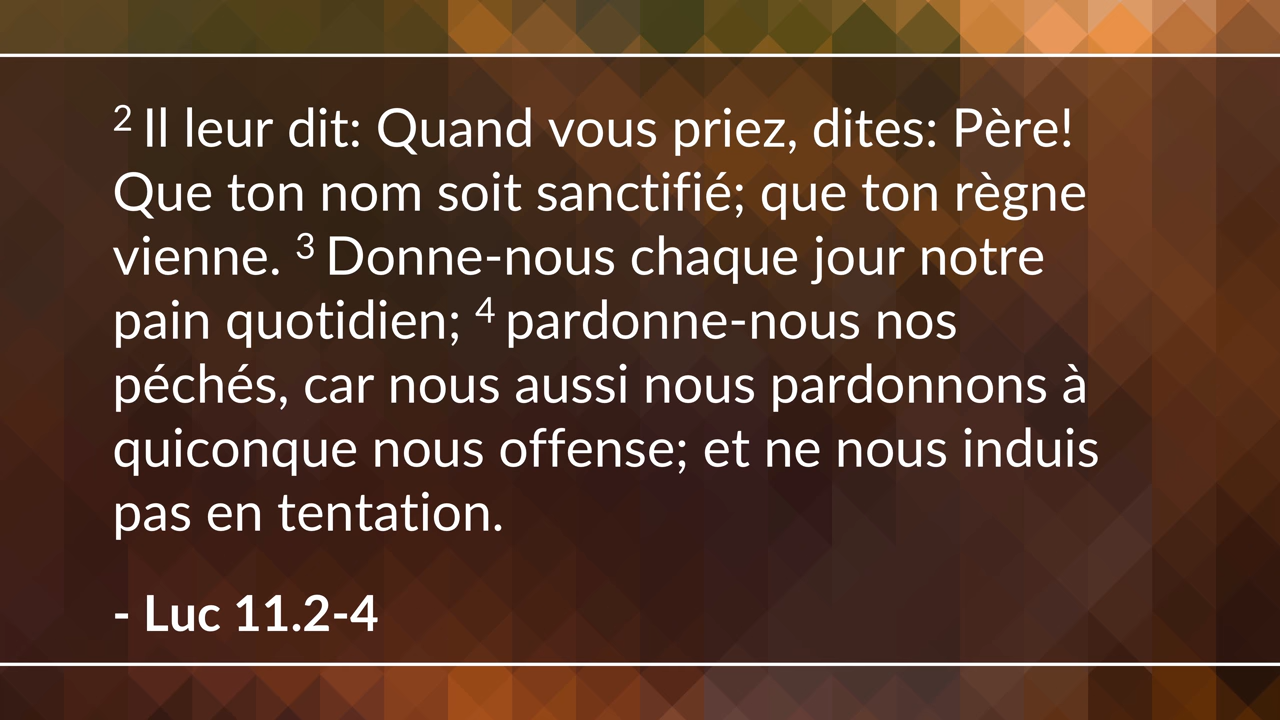 2 Il leur dit: Quand vous priez, dites: Père!
Que ton nom soit sanctifié; que ton règne
vienne. 3 Donne-nous chaque jour notre
pain quotidien; 4 pardonne-nous nos
péchés, car nous aussi nous pardonnons à
quiconque nous offense; et ne nous induis
pas en tentation.
- Luc 11.2-4